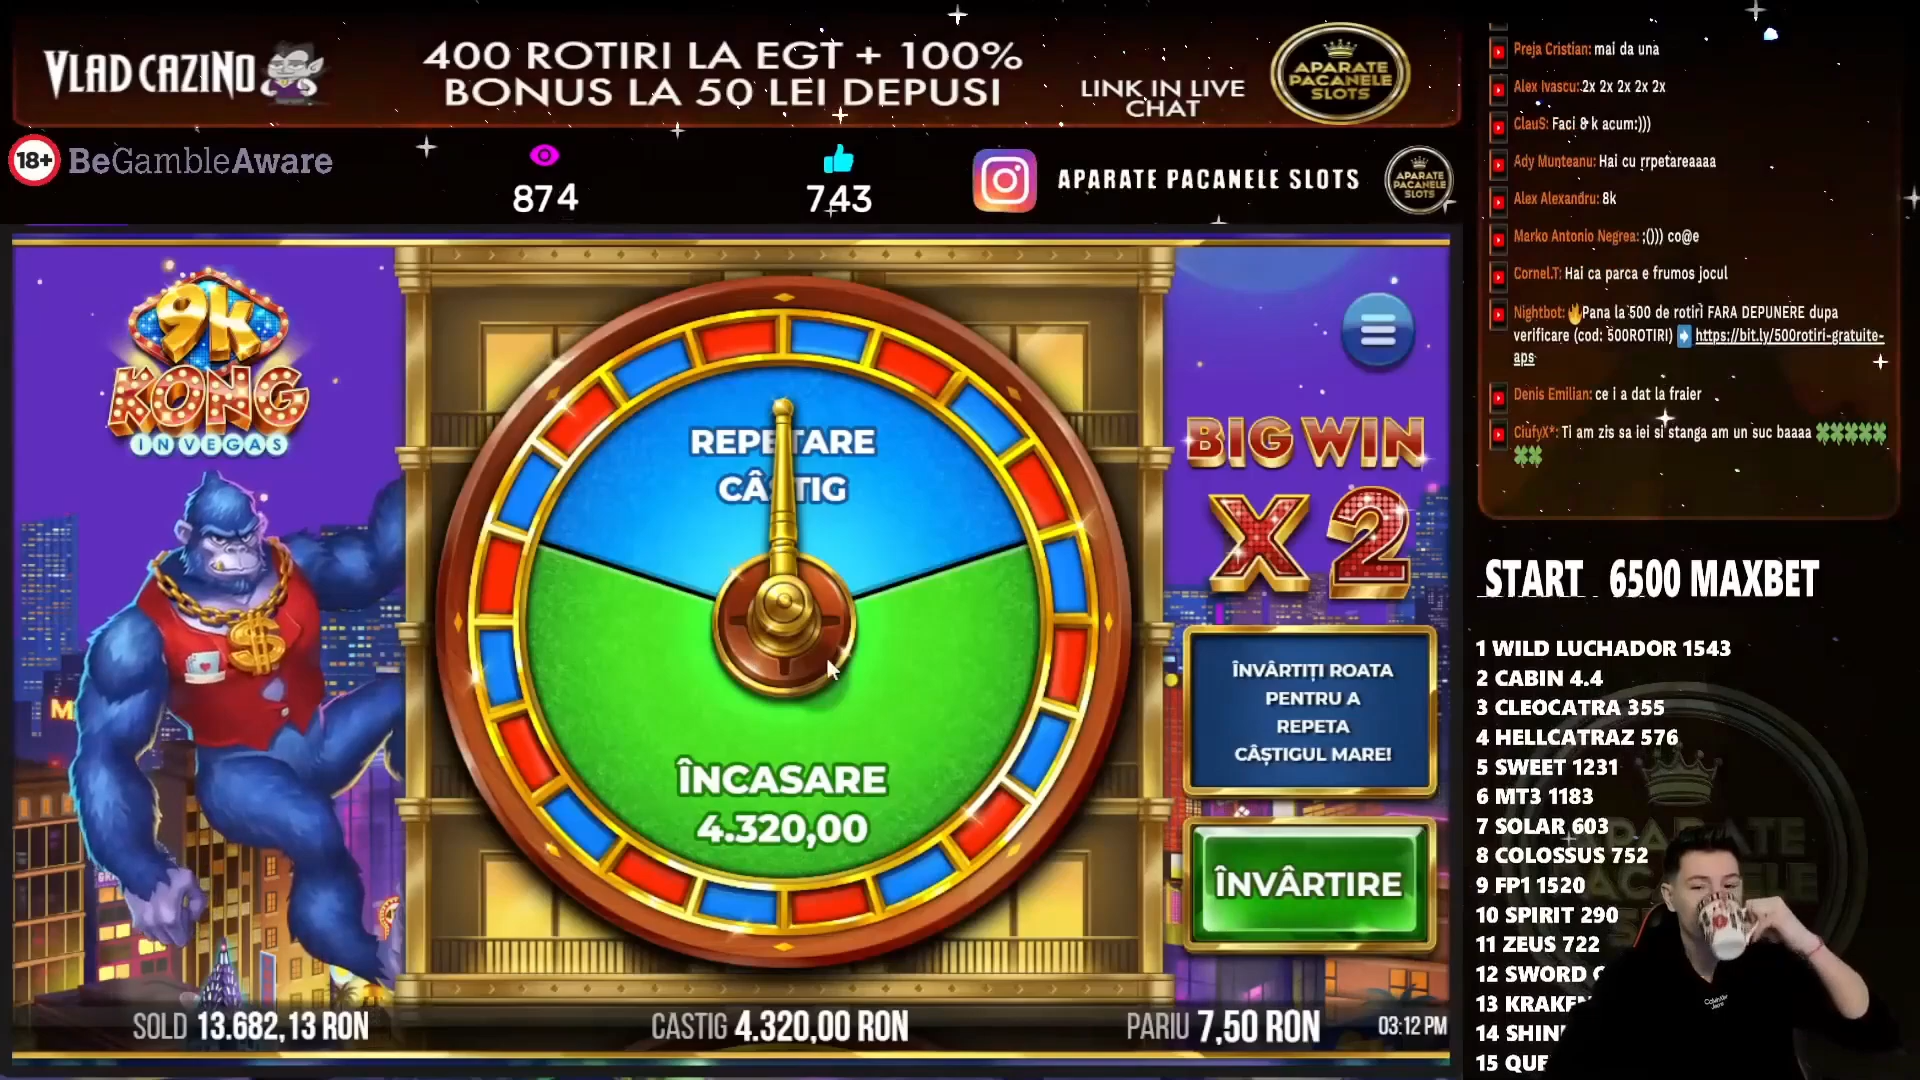 VLAD CAZINO
400 ROTIRI LA EGT + 100%
BONUS LA 50 LEI DEPUSI
LINK IN LIVE
CHAT
APARATE
PACANELE
SLOTS
18+ BeGambleAware
874
743
APARATE PACANELE SLOTS
APARATE
PACANELE
SLOTS
9K
KONG
IN VEGAS
REPETARE
CÂȘTIG
ÎNCASARE
4.320,00
BIG WIN
X2
ÎNVÂRTIȚI ROATA
PENTRU A
REPETA
CÂȘTIGUL MARE!
ÎNVÂRTIRE
SOLD 13.682,13 RON
CASTIG 4.320,00 RON
PARIU 7,50 RON
03:12 PM
Preja Cristian: mai da una
Alex Ivascu: 2x 2x 2x 2x 2x
ClauS: Faci 8 k acum:)))
Ady Munteanu: Hai cu rrpetareaaaa
Alex Alexandru: 8k
Marko Antonio Negrea: ;())) co@e
Cornel.T: Hai ca parca e frumos jocul
Nightbot: 🔥Pana la 500 de rotiri FARA DEPUNERE dupa
verificare (cod: 500ROTIRI) ➡️ https://bit.ly/500rotiri-gratuite-
aps
Denis Emilian: ce i a dat la fraier
CiufyX*: Ti am zis sa iei si stanga am un suc baaaa 🍀🍀🍀🍀🍀
🍀🍀
START 6500 MAXBET
1 WILD LUCHADOR 1543
2 CABIN 4.4
3 CLEOCATRA 355
4 HELLCATRAZ 576
5 SWEET 1231
6 MT3 1183
7 SOLAR 603
8 COLOSSUS 752
9 FP1 1520
10 SPIRIT 290
11 ZEUS 722
12 SWORD
13 KRAKEN
14 SHIN
15 QUE